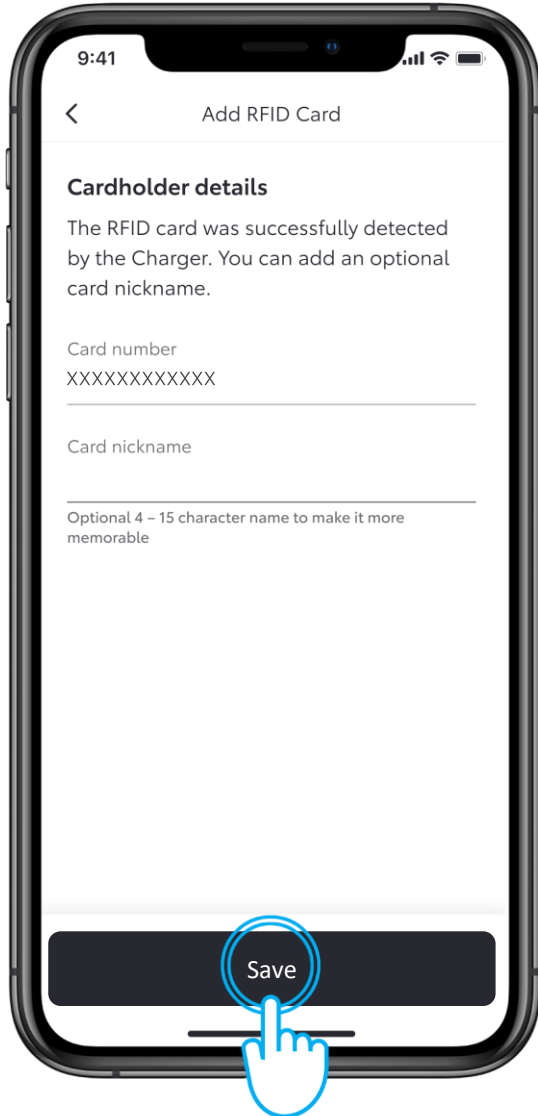 9:41
Add RFID Card
Cardholder details
The RFID card was successfully detected
by the Charger. You can add an optional
card nickname.
Card number
XXXXXXXXXXXX
Card nickname
Optional 4 – 15 character name to make it more
memorable
Save